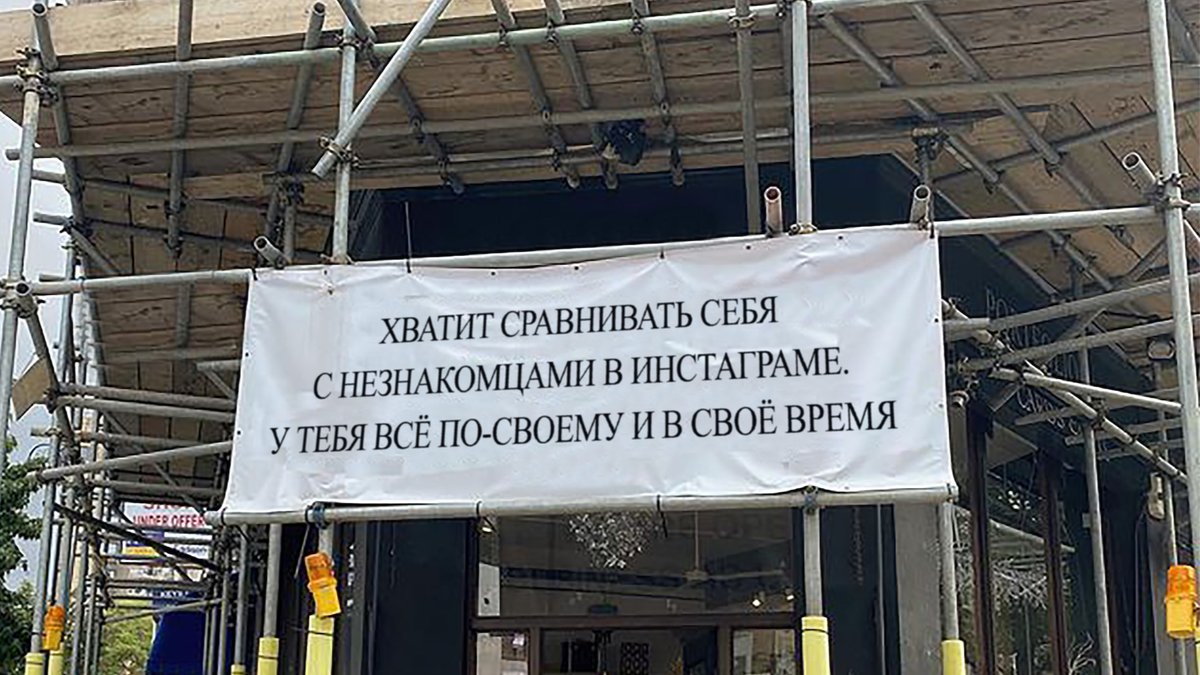 ХВАТИТ СРАВНИВАТЬ СЕБЯ
С НЕЗНАКОМЦАМИ В ИНСТАГРАМЕ.
У ТЕБЯ ВСЁ ПО-СВОЕМУ И В СВОЁ ВРЕМЯ
UNDER OFFER